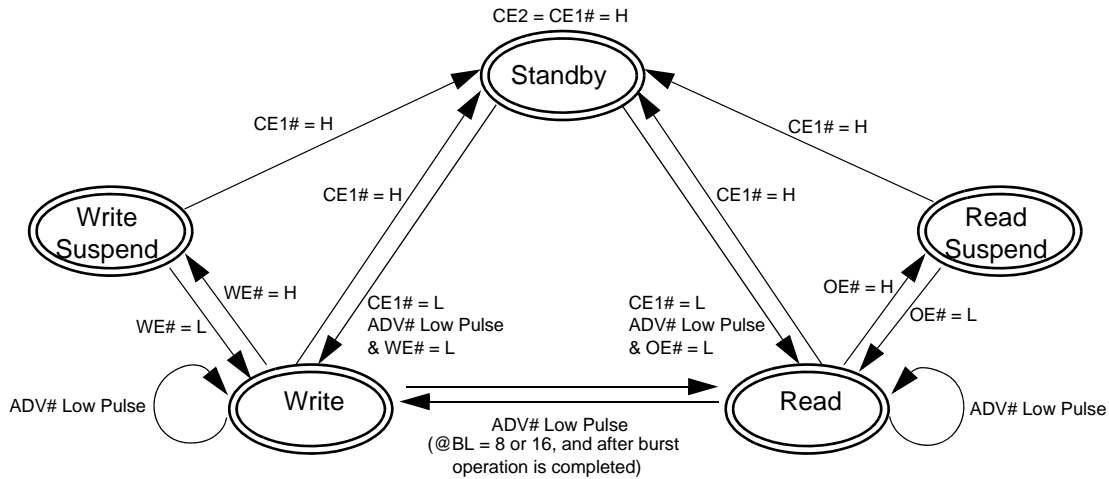 CE2 = CE1# = H
Standby
CE1# = H
CE1# = H
CE1# = H
CE1# = H
Write
Suspend
Read
Suspend
WE# = H
WE# = L
CE1# = L
ADV# Low Pulse
& WE# = L
CE1# = L
ADV# Low Pulse
& OE# = L
OE# = H
OE# = L
ADV# Low Pulse
Write
Read
ADV# Low Pulse
ADV# Low Pulse
(@BL = 8 or 16, and after burst
operation is completed)